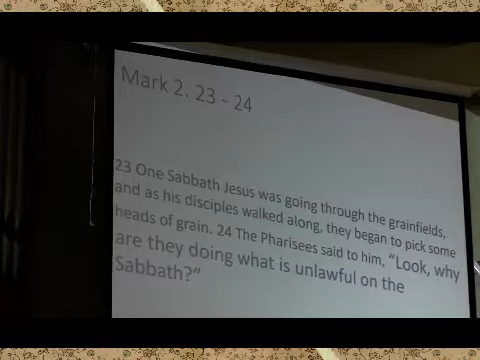 Mark 2. 23 - 24
23 One Sabbath Jesus was going through the grainfields,
and as his disciples walked along, they began to pick some
heads of grain. 24 The Pharisees said to him, “Look, why
are they doing what is unlawful on the
Sabbath?”